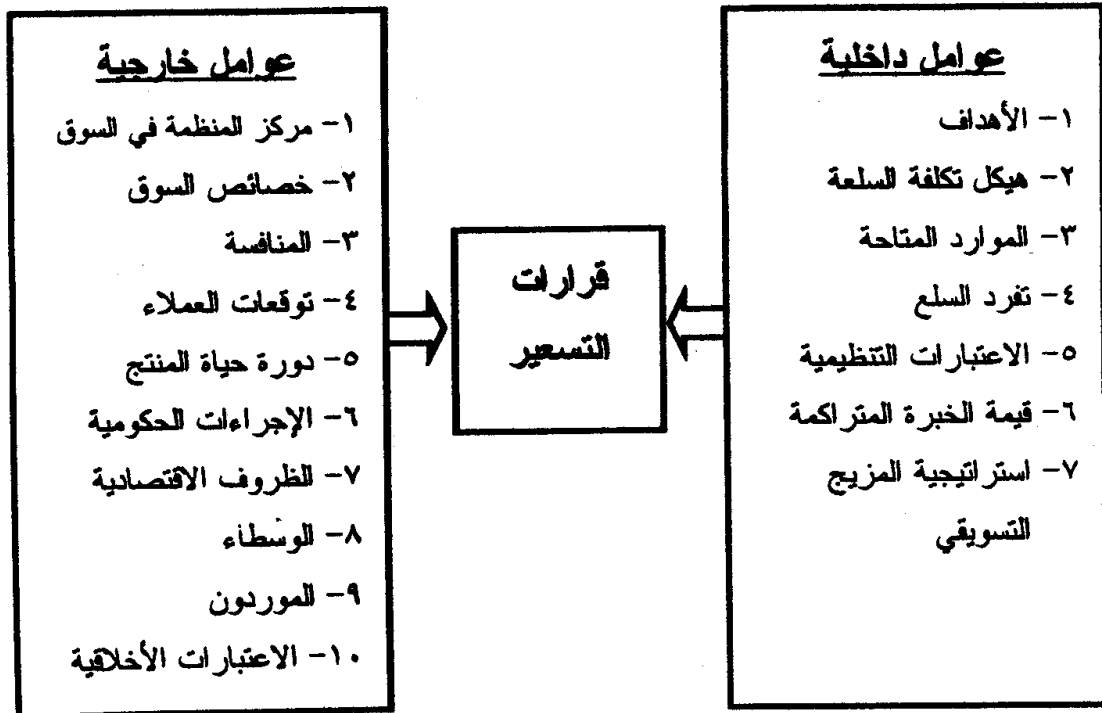 عوامل داخلية
١- الأهداف
٢- هيكل تكلفة السلعة
٣- الموارد المتاحة
٤- تفرد السلع
٥- الاعتبارات التنظيمية
٦- قيمة الخبرة المتراكمة
٧- استراتيجية المزيج
التسويقي
قرارات
التسعير
عوامل خارجية
١- مركز المنظمة في السوق
٢- خصائص السوق
٣- المنافسة
٤- توقعات العملاء
٥- دورة حياة المنتج
٦- الإجراءات الحكومية
٧- الظروف الاقتصادية
٨- الوسطاء
٩- الموردون
١٠- الاعتبارات الأخلاقية